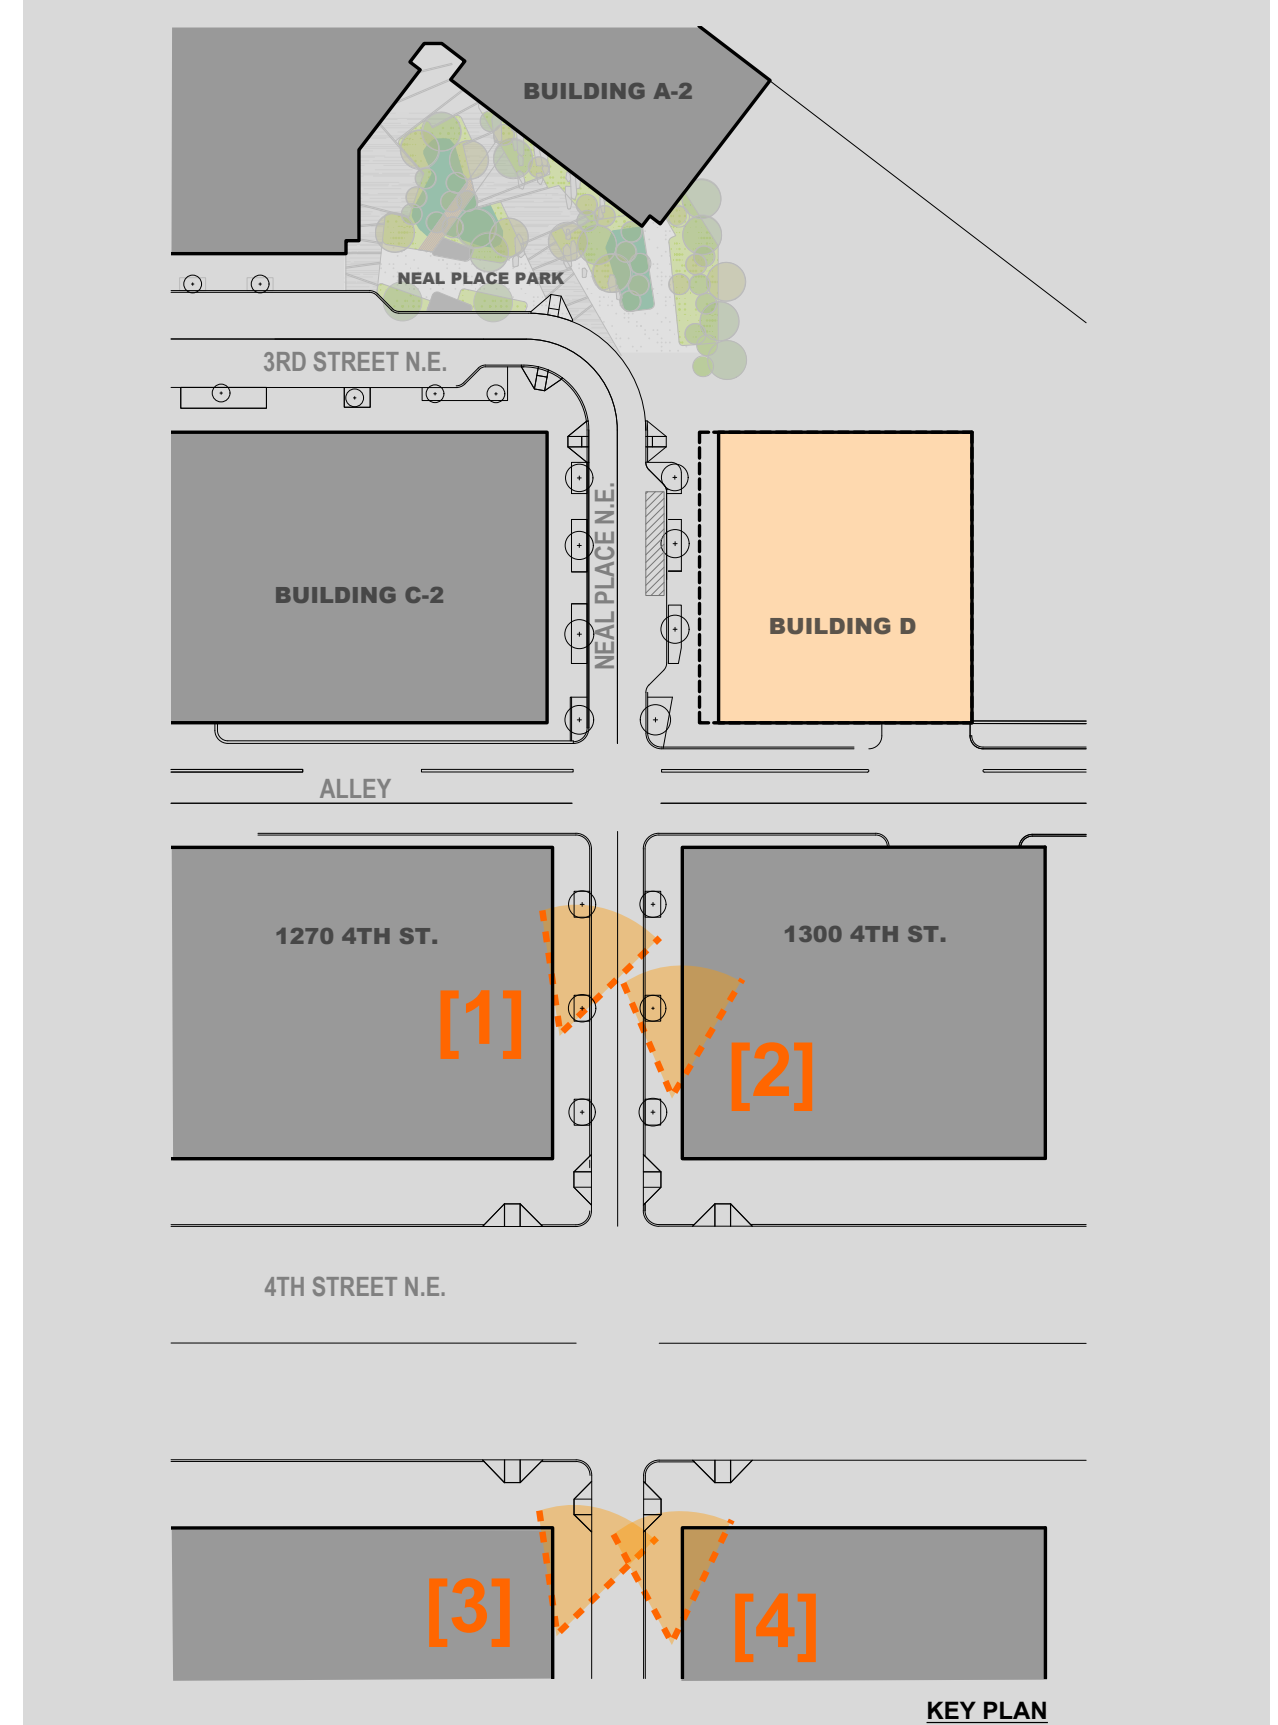 BUILDING A-2
NEAL PLACE PARK
3RD STREET N.E.
NEAL PLACE N.E.
BUILDING C-2
BUILDING D
ALLEY
1270 4TH ST.
1300 4TH ST.
[1]
[2]
4TH STREET N.E.
[3]
[4]
KEY PLAN